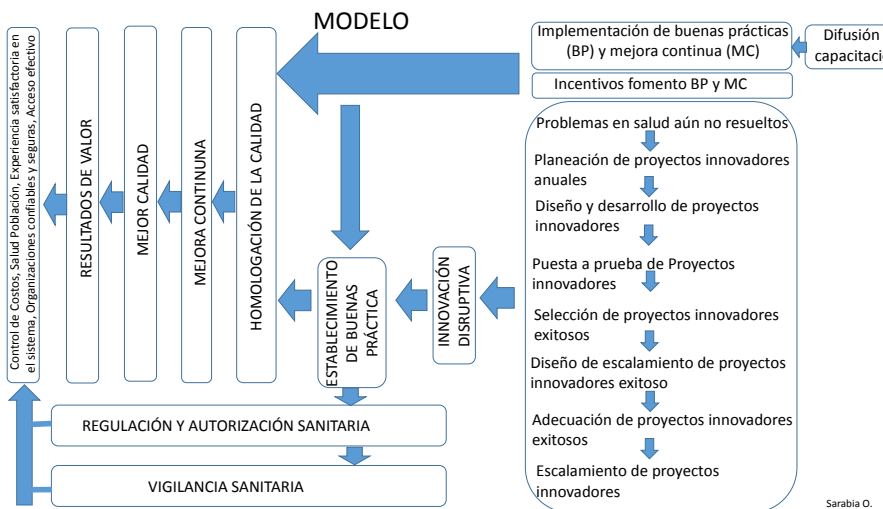 MODELO
Implementación de buenas prácticas
(BP) y mejora continua (MC)
Difusión
capacitaci
Incentivos fomento BP y MC
Problemas en salud aún no resueltos
Planeación de proyectos innovadores
anuales
Diseño y desarrollo de proyectos
innovadores
Puesta a prueba de Proyectos
innovadores
Selección de proyectos innovadores
exitosos
Diseño de escalamiento de proyectos
innovadores exitoso
Adecuación de proyectos innovadores
exitosos
Escalamiento de proyectos
innovadores
INNOVACIÓN
DISRUPTIVA
ESTABLECIMIENTO
DE BUENAS
PRÁCTICA
HOMOLOGACIÓN DE LA CALIDAD
MEJORA CONTINUNA
MEJOR CALIDAD
RESULTADOS DE VALOR
Control de Costos, Salud Población, Experiencia satisfactoria en
el sistema, Organizaciones confiables y seguras, Acceso efectivo
REGULACIÓN Y AUTORIZACIÓN SANITARIA
VIGILANCIA SANITARIA
Sarabia O.